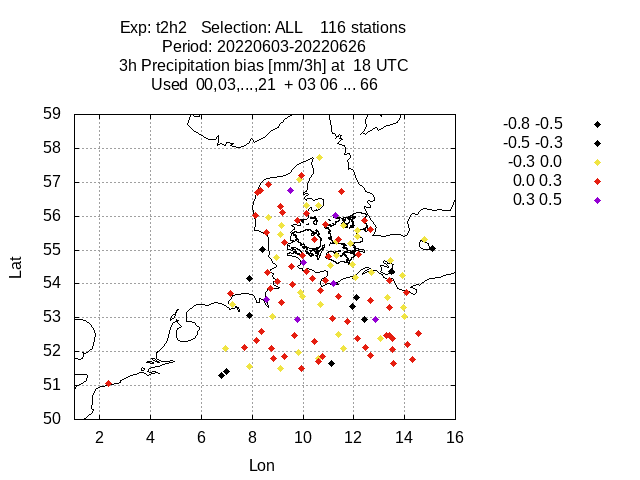 Exp: t2h2 Selection: ALL 116 stations
Period: 20220603-20220626
3h Precipitation bias [mm/3h] at 18 UTC
Used 00,03,...,21 + 03 06 ... 66
59
58
57
56
55
54
53
52
51
50
Lat
2 4 6 8 10 12 14 16
Lon
-0.8 -0.5
-0.5 -0.3
-0.3 0.0
0.0 0.3
0.3 0.5